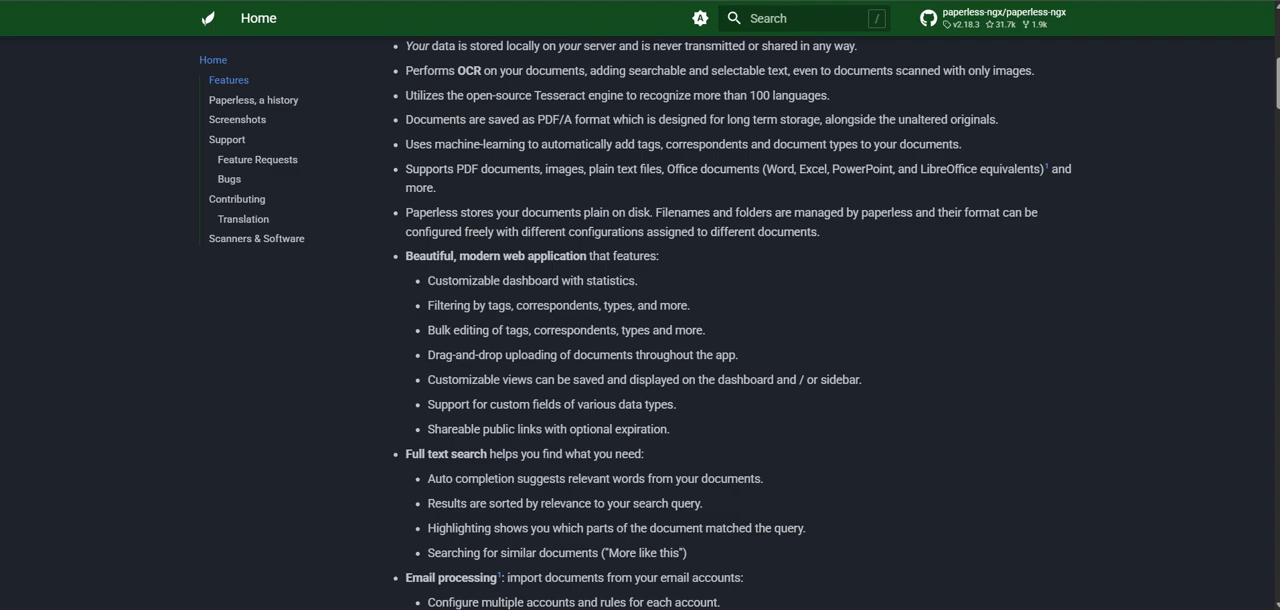 Home
Search
/
paperless-ngx/paperless-ngx
v2.18.3 31.7k 1.9k
Home
Features
Paperless, a history
Screenshots
Support
Feature Requests
Bugs
Contributing
Translation
Scanners & Software
Your data is stored locally on your server and is never transmitted or shared in any way.
Performs OCR on your documents, adding searchable and selectable text, even to documents scanned with only images.
Utilizes the open-source Tesseract engine to recognize more than 100 languages.
Documents are saved as PDF/A format which is designed for long term storage, alongside the unaltered originals.
Uses machine-learning to automatically add tags, correspondents and document types to your documents.
Supports PDF documents, images, plain text files, Office documents (Word, Excel, PowerPoint, and LibreOffice equivalents)¹ and
more.
Paperless stores your documents plain on disk. Filenames and folders are managed by paperless and their format can be
configured freely with different configurations assigned to different documents.
Beautiful, modern web application that features:
Customizable dashboard with statistics.
Filtering by tags, correspondents, types, and more.
Bulk editing of tags, correspondents, types and more.
Drag-and-drop uploading of documents throughout the app.
Customizable views can be saved and displayed on the dashboard and / or sidebar.
Support for custom fields of various data types.
Shareable public links with optional expiration.
Full text search helps you find what you need:
Auto completion suggests relevant words from your documents.
Results are sorted by relevance to your search query.
Highlighting shows you which parts of the document matched the query.
Searching for similar documents ("More like this")
Email processing¹: import documents from your email accounts:
Configure multiple accounts and rules for each account.